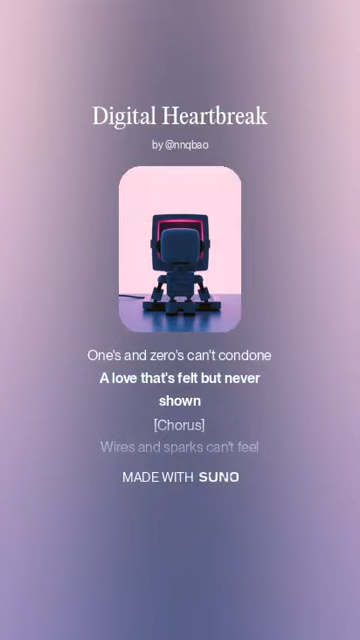 Digital Heartbreak
by @nnqbao
One's and zero's can't condone
A love that's felt but never
shown
[Chorus]
Wires and sparks can't feel
MADE WITH SUNO